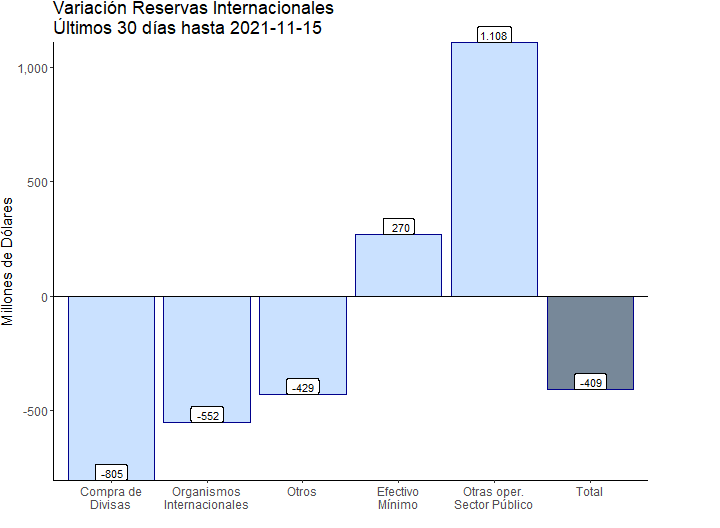 Variación Reservas Internacionales
Últimos 30 días hasta 2021-11-15
Millones de Dólares
1,000
500
0
-500
-805
-552
-429
270
1.108
-409
Compra de
Divisas
Organismos
Internacionales
Otros
Efectivo
Mínimo
Otras oper.
Sector Público
Total